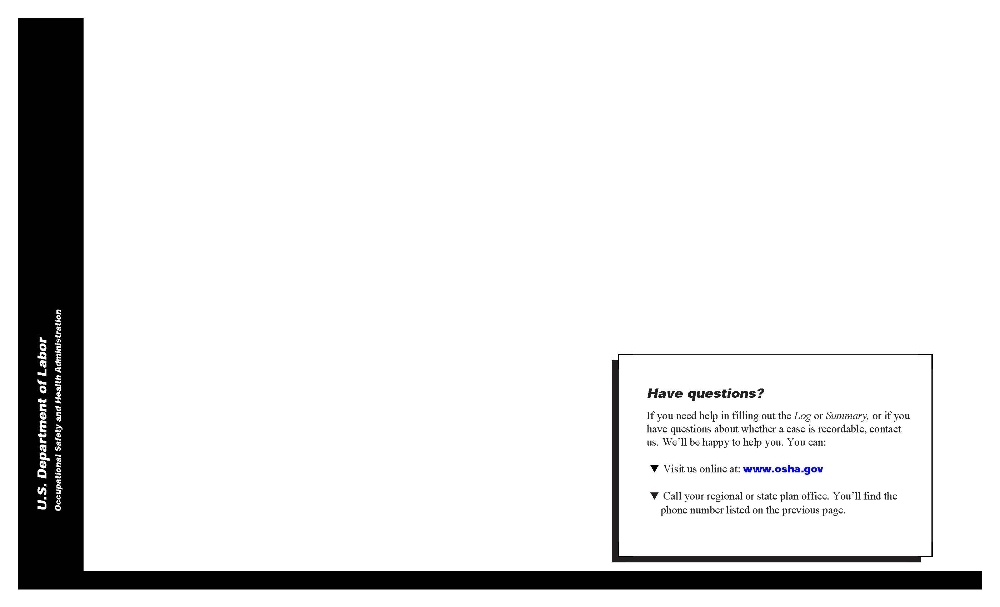 U.S. Department of Labor
Occupational Safety and Health Administration
Have questions?
If you need help in filling out the Log or Summary, or if you
have questions about whether a case is recordable, contact
us. We’ll be happy to help you. You can:
▼ Visit us online at: www.osha.gov
▼ Call your regional or state plan office. You’ll find the
phone number listed on the previous page.